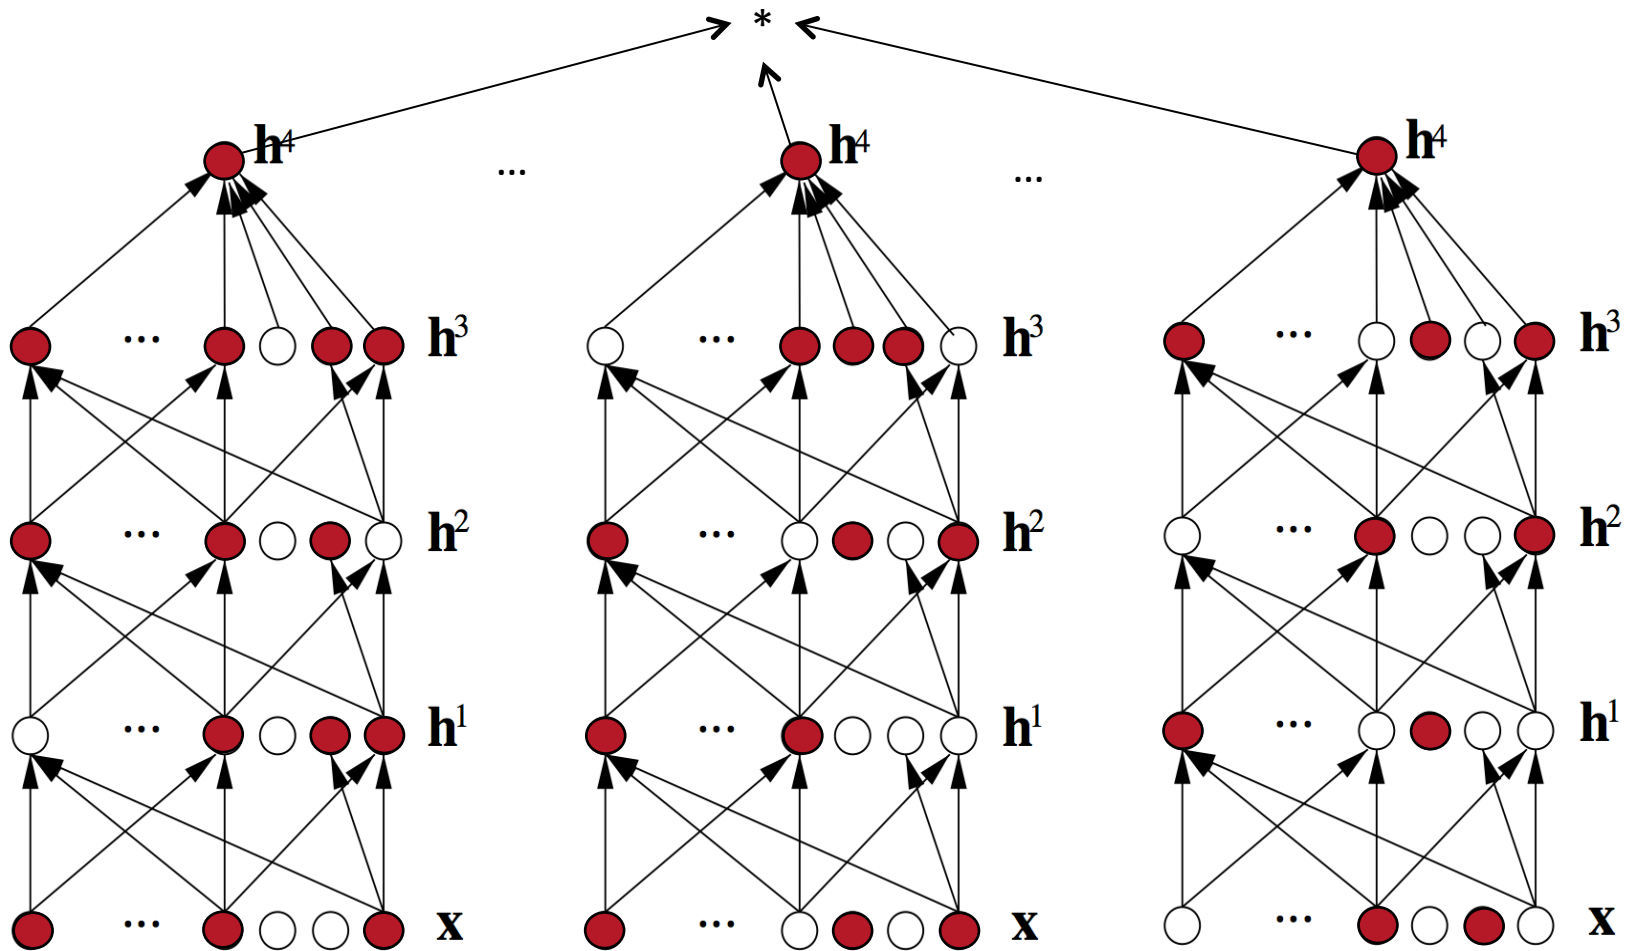 *
h⁴ ... h⁴ ... h⁴
... h³ ... h³ ... h³
... h² ... h² ... h²
... h¹ ... h¹ ... h¹
... x ... x ... x